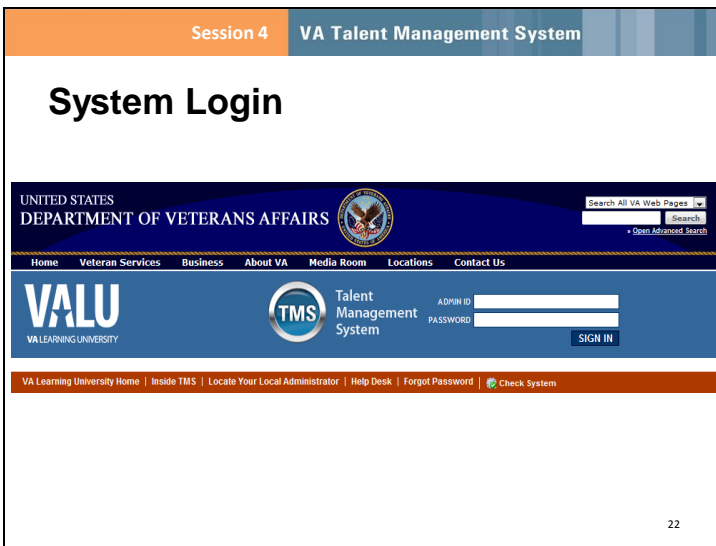 Session 4 VA Talent Management System
System Login
UNITED STATES
DEPARTMENT OF VETERANS AFFAIRS
Search All VA Web Pages
Search
» Open Advanced Search
Home Veteran Services Business About VA Media Room Locations Contact Us
VALU
VA LEARNING UNIVERSITY
TMS
Talent
Management
System
ADMIN ID
PASSWORD
SIGN IN
VA Learning University Home | Inside TMS | Locate Your Local Administrator | Help Desk | Forgot Password | Check System
22